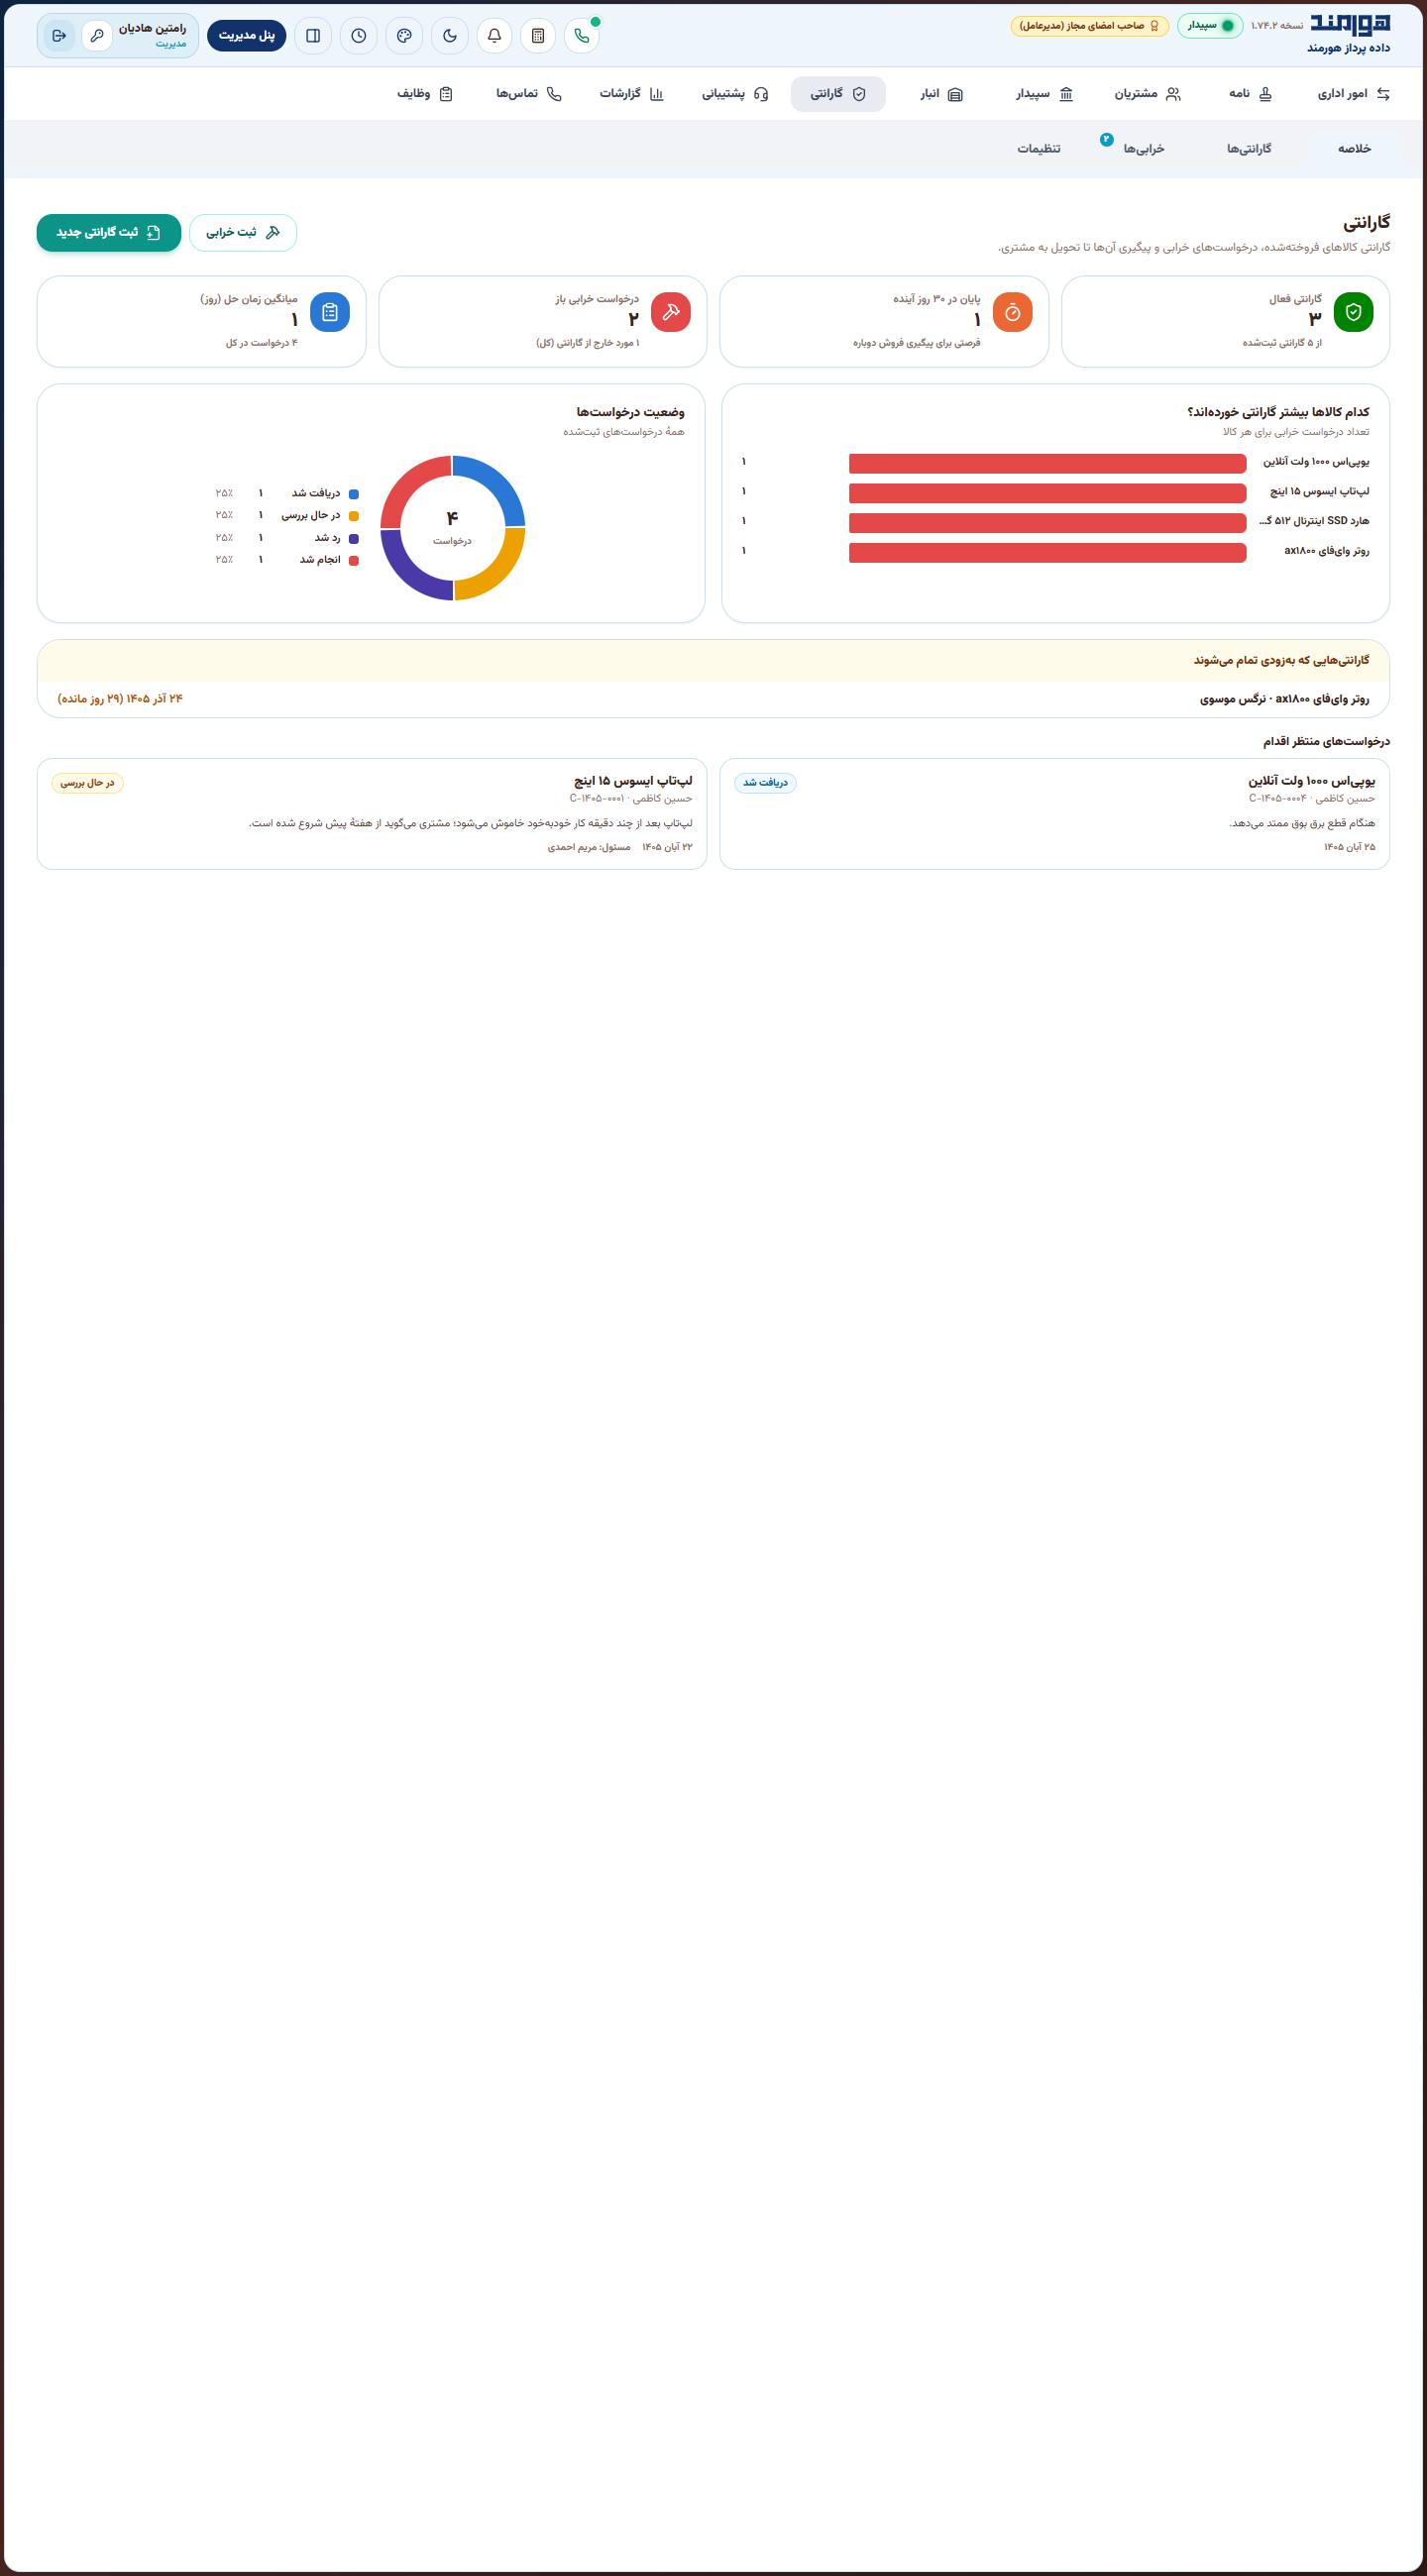 هورمند
نسخه ۱.۷۴.۲
سپیدار
صاحب امضای مجاز (مدیرعامل)
داده پرداز هورمند
پنل مدیریت
رامتین هادیان
مدیریت
امور اداری
نامه
مشتریان
سپیدار
انبار
گارانتی
پشتیبانی
گزارشات
تماس‌ها
وظایف
خلاصه
گارانتی‌ها
خرابی‌ها
۲
تنظیمات
گارانتی
گارانتی کالاهای فروخته‌شده، درخواست‌های خرابی و پیگیری آن‌ها تا تحویل به مشتری.
ثبت خرابی
ثبت گارانتی جدید
گارانتی فعال
۳
از ۵ گارانتی ثبت‌شده
پایان در ۳۰ روز آینده
۱
فرصتی برای پیگیری فروش دوباره
درخواست خرابی باز
۲
۱ مورد خارج از گارانتی (کل)
میانگین زمان حل (روز)
۱
۴ درخواست در کل
کدام کالاها بیشتر گارانتی خورده‌اند؟
تعداد درخواست خرابی برای هر کالا
یوپی‌اس ۱۰۰۰ ولت آنلاین ۱
لپ‌تاپ ایسوس ۱۵ اینچ ۱
هارد SSD اینترنال ۵۱۲ گ... ۱
روتر وای‌فای ax۱۸۰۰ ۱
وضعیت درخواست‌ها
همهٔ درخواست‌های ثبت‌شده
۴
درخواست
دریافت شد ۱ ۲۵٪
در حال بررسی ۱ ۲۵٪
رد شد ۱ ۲۵٪
انجام شد ۱ ۲۵٪
گارانتی‌هایی که به‌زودی تمام می‌شوند
روتر وای‌فای ax۱۸۰۰ · نرگس موسوی
۲۴ آذر ۱۴۰۵ (۲۹ روز مانده)
درخواست‌های منتظر اقدام
یوپی‌اس ۱۰۰۰ ولت آنلاین
دریافت شد
حسین کاظمی · C-۱۴۰۵-۰۰۰۴
هنگام قطع برق بوق ممتد می‌دهد.
۲۵ آبان ۱۴۰۵
لپ‌تاپ ایسوس ۱۵ اینچ
در حال بررسی
حسین کاظمی · C-۱۴۰۵-۰۰۰۱
لپ‌تاپ بعد از چند دقیقه کار خودبه‌خود خاموش می‌شود؛ مشتری می‌گوید از هفتهٔ پیش شروع شده است.
۲۲ آبان ۱۴۰۵ مسئول: مریم احمدی